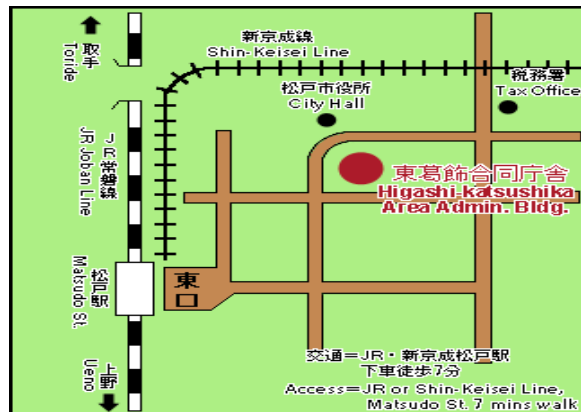 取手
Toride
新京成線
Shin-Keisei Line
税務署
Tax Office
松戸市役所
City Hall
JR常磐線
JR Joban Line
東葛飾合同庁舎
Higashi-katsushika
Area Admin. Bldg.
松戸駅
Matsudo St.
東口
上野
Ueno
交通=JR・新京成松戸駅
下車徒歩7分
Access=JR or Shin-Keisei Line,
Matsudo St. 7 mins walk